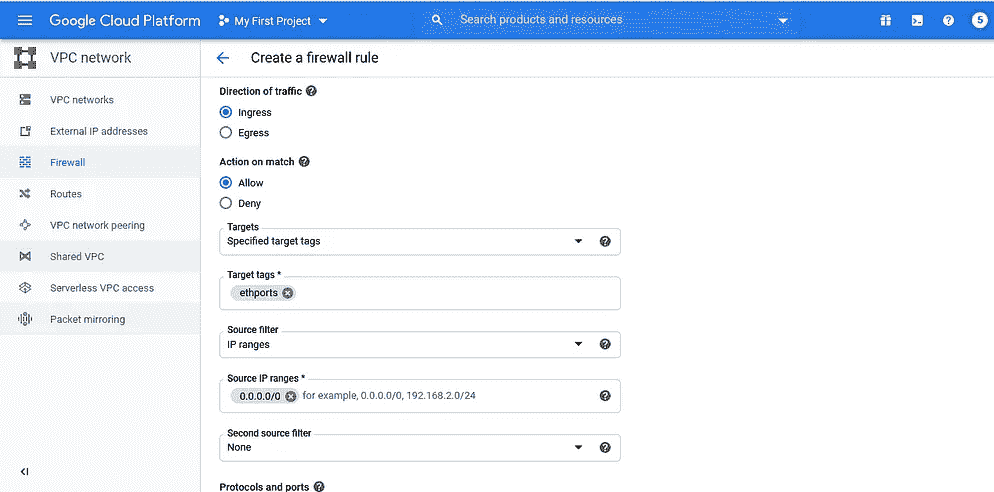 Google Cloud Platform My First Project Search products and resources 5
VPC network
Create a firewall rule
VPC networks
External IP addresses
Firewall
Routes
VPC network peering
Shared VPC
Serverless VPC access
Packet mirroring
Direction of traffic
Ingress
Egress
Action on match
Allow
Deny
Targets
Specified target tags
Target tags *
ethports
Source filter
IP ranges
Source IP ranges *
0.0.0.0/0 for example, 0.0.0.0/0, 192.168.2.0/24
Second source filter
None
Protocols and ports